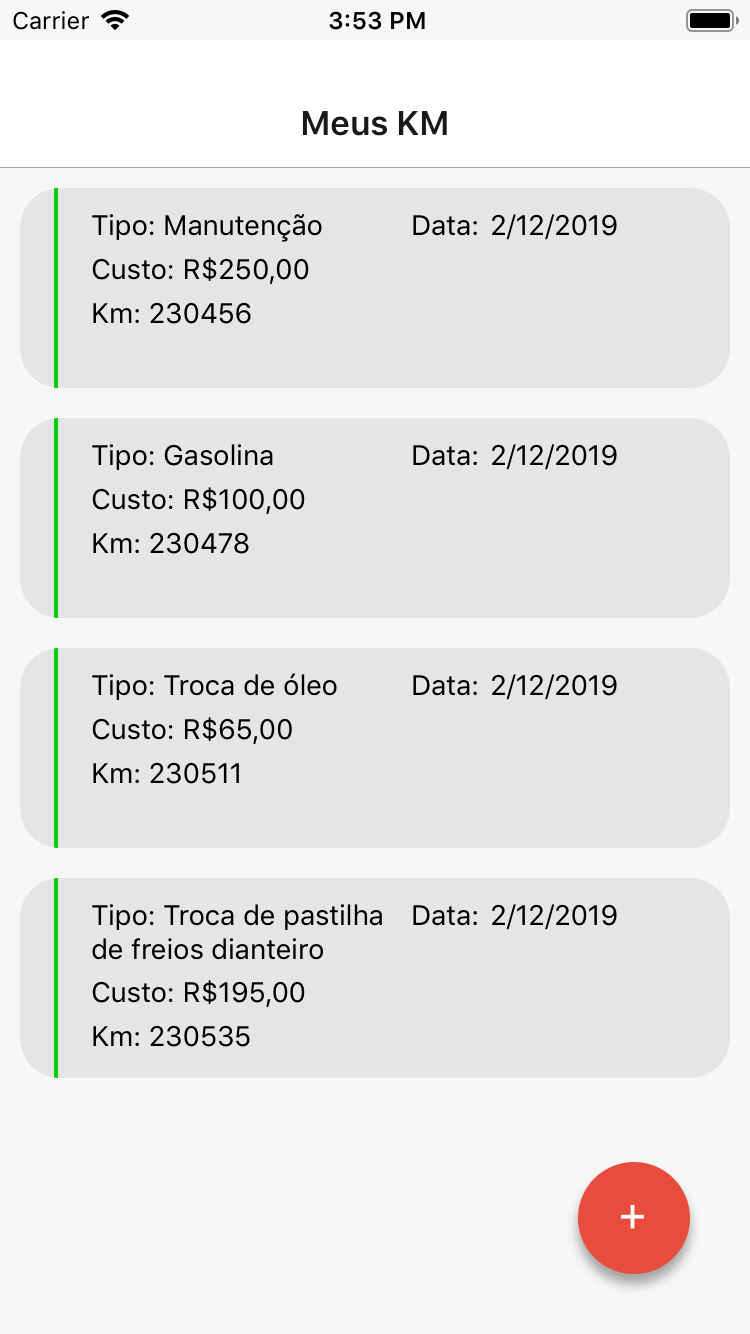 Carrier 3:53 PM
Meus KM
Tipo: Manutenção Data: 2/12/2019
Custo: R$250,00
Km: 230456
Tipo: Gasolina Data: 2/12/2019
Custo: R$100,00
Km: 230478
Tipo: Troca de óleo Data: 2/12/2019
Custo: R$65,00
Km: 230511
Tipo: Troca de pastilha Data: 2/12/2019
de freios dianteiro
Custo: R$195,00
Km: 230535
+